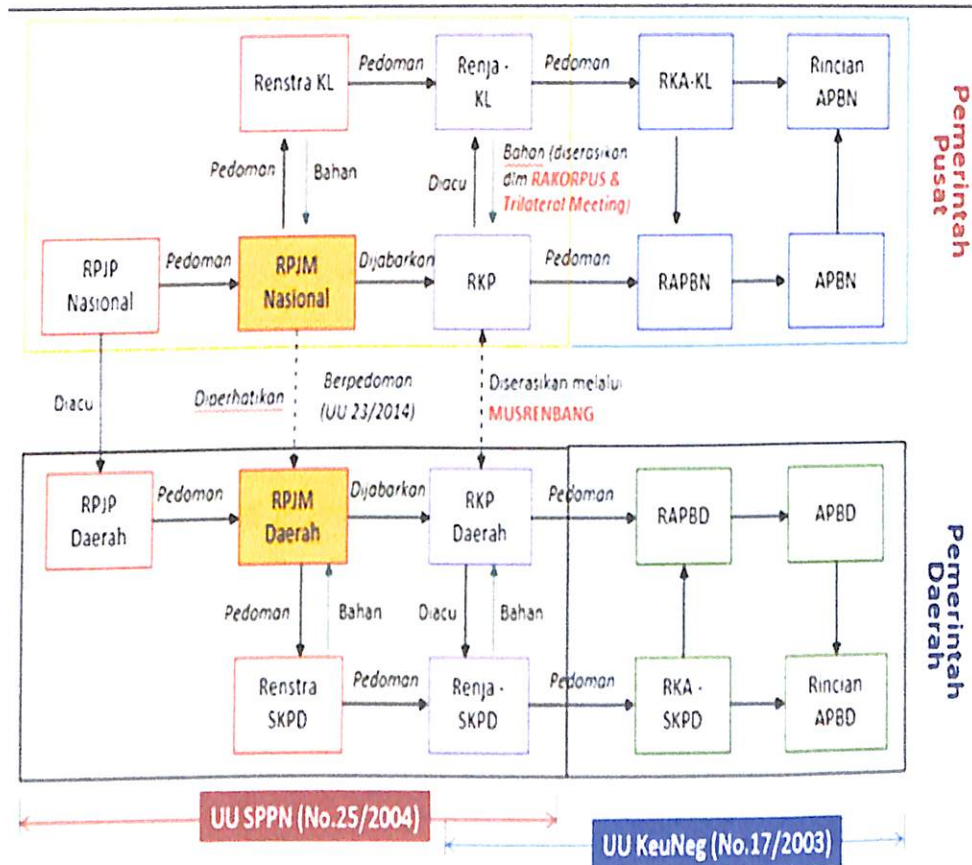 Pedoman
Pedoman
Renstra KL
Renja -
KL
RKA-KL
Rincian
APBN
Pemerintah
Pusat
Pedoman
Bahan
Diacu
Bahan (diserasikan
dlm RAKORPUS &
Trilateral Meeting)
RPJP
Nasional
Pedoman
RPJM
Nasional
Dijabarkan
RKP
Pedoman
RAPBN
APBN
Diacu
Diperhatikan
Berpedoman
(UU 23/2014)
Diserasikan melalui
MUSRENBANG
RPJP
Daerah
Pedoman
RPJM
Daerah
Dijabarkan
RKP
Daerah
Pedoman
RAPBD
APBD
Pemerintah
Daerah
Pedoman
Bahan
Diacu
Bahan
Renstra
SKPD
Pedoman
Renja -
SKPD
Pedoman
RKA -
SKPD
Rincian
APBD
UU SPPN (No.25/2004)
UU KeuNeg (No.17/2003)